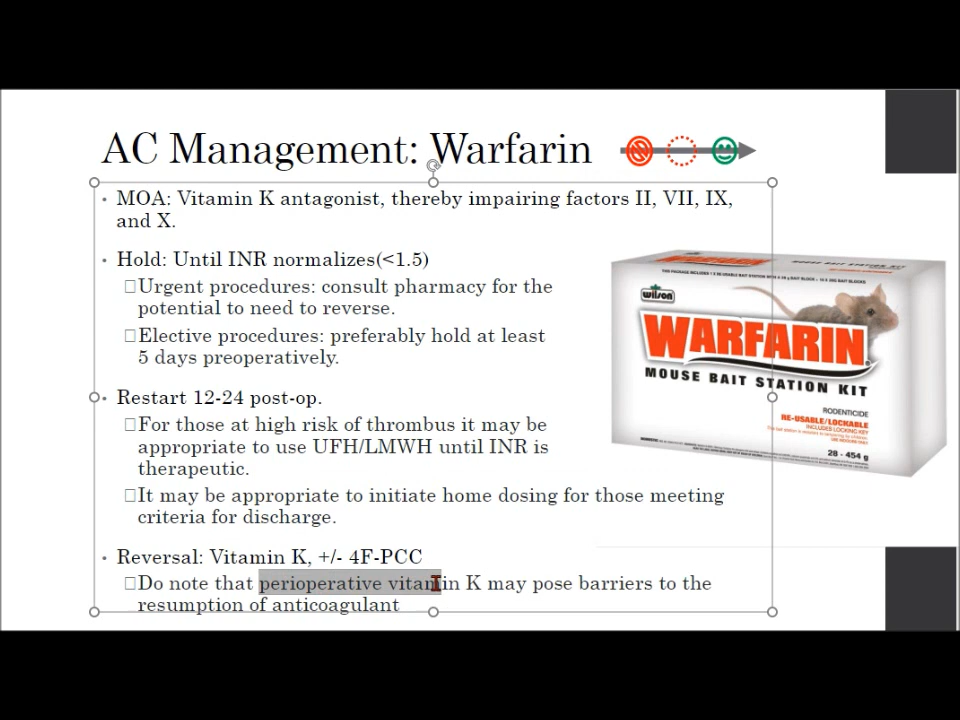 AC Management: Warfarin
• MOA: Vitamin K antagonist, thereby impairing factors II, VII, IX,
and X.
• Hold: Until INR normalizes(<1.5)
Urgent procedures: consult pharmacy for the
potential to need to reverse.
Elective procedures: preferably hold at least
5 days preoperatively.
• Restart 12-24 post-op.
For those at high risk of thrombus it may be
appropriate to use UFH/LMWH until INR is
therapeutic.
It may be appropriate to initiate home dosing for those meeting
criteria for discharge.
• Reversal: Vitamin K, +/- 4F-PCC
Do note that perioperative vitamin K may pose barriers to the
resumption of anticoagulant
wilson
WARFARIN
MOUSE BAIT STATION KIT
RODENTICIDE
RE-USABLE/LOCKABLE
INCLUDES LOCKING KEY
28 - 454 g